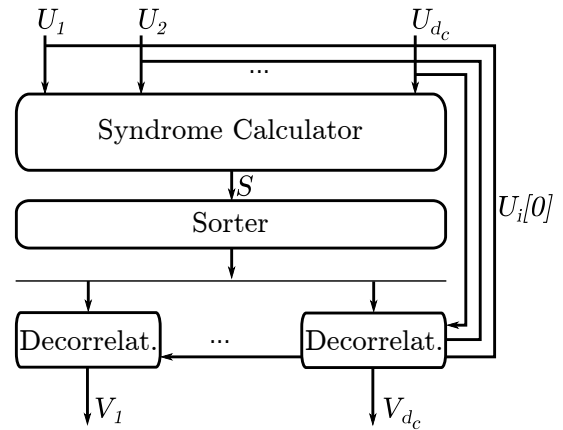 U1 U2 Udc
...
Syndrome Calculator
S
Sorter
Ui[0]
Decorrelat. ... Decorrelat.
V1 Vdc